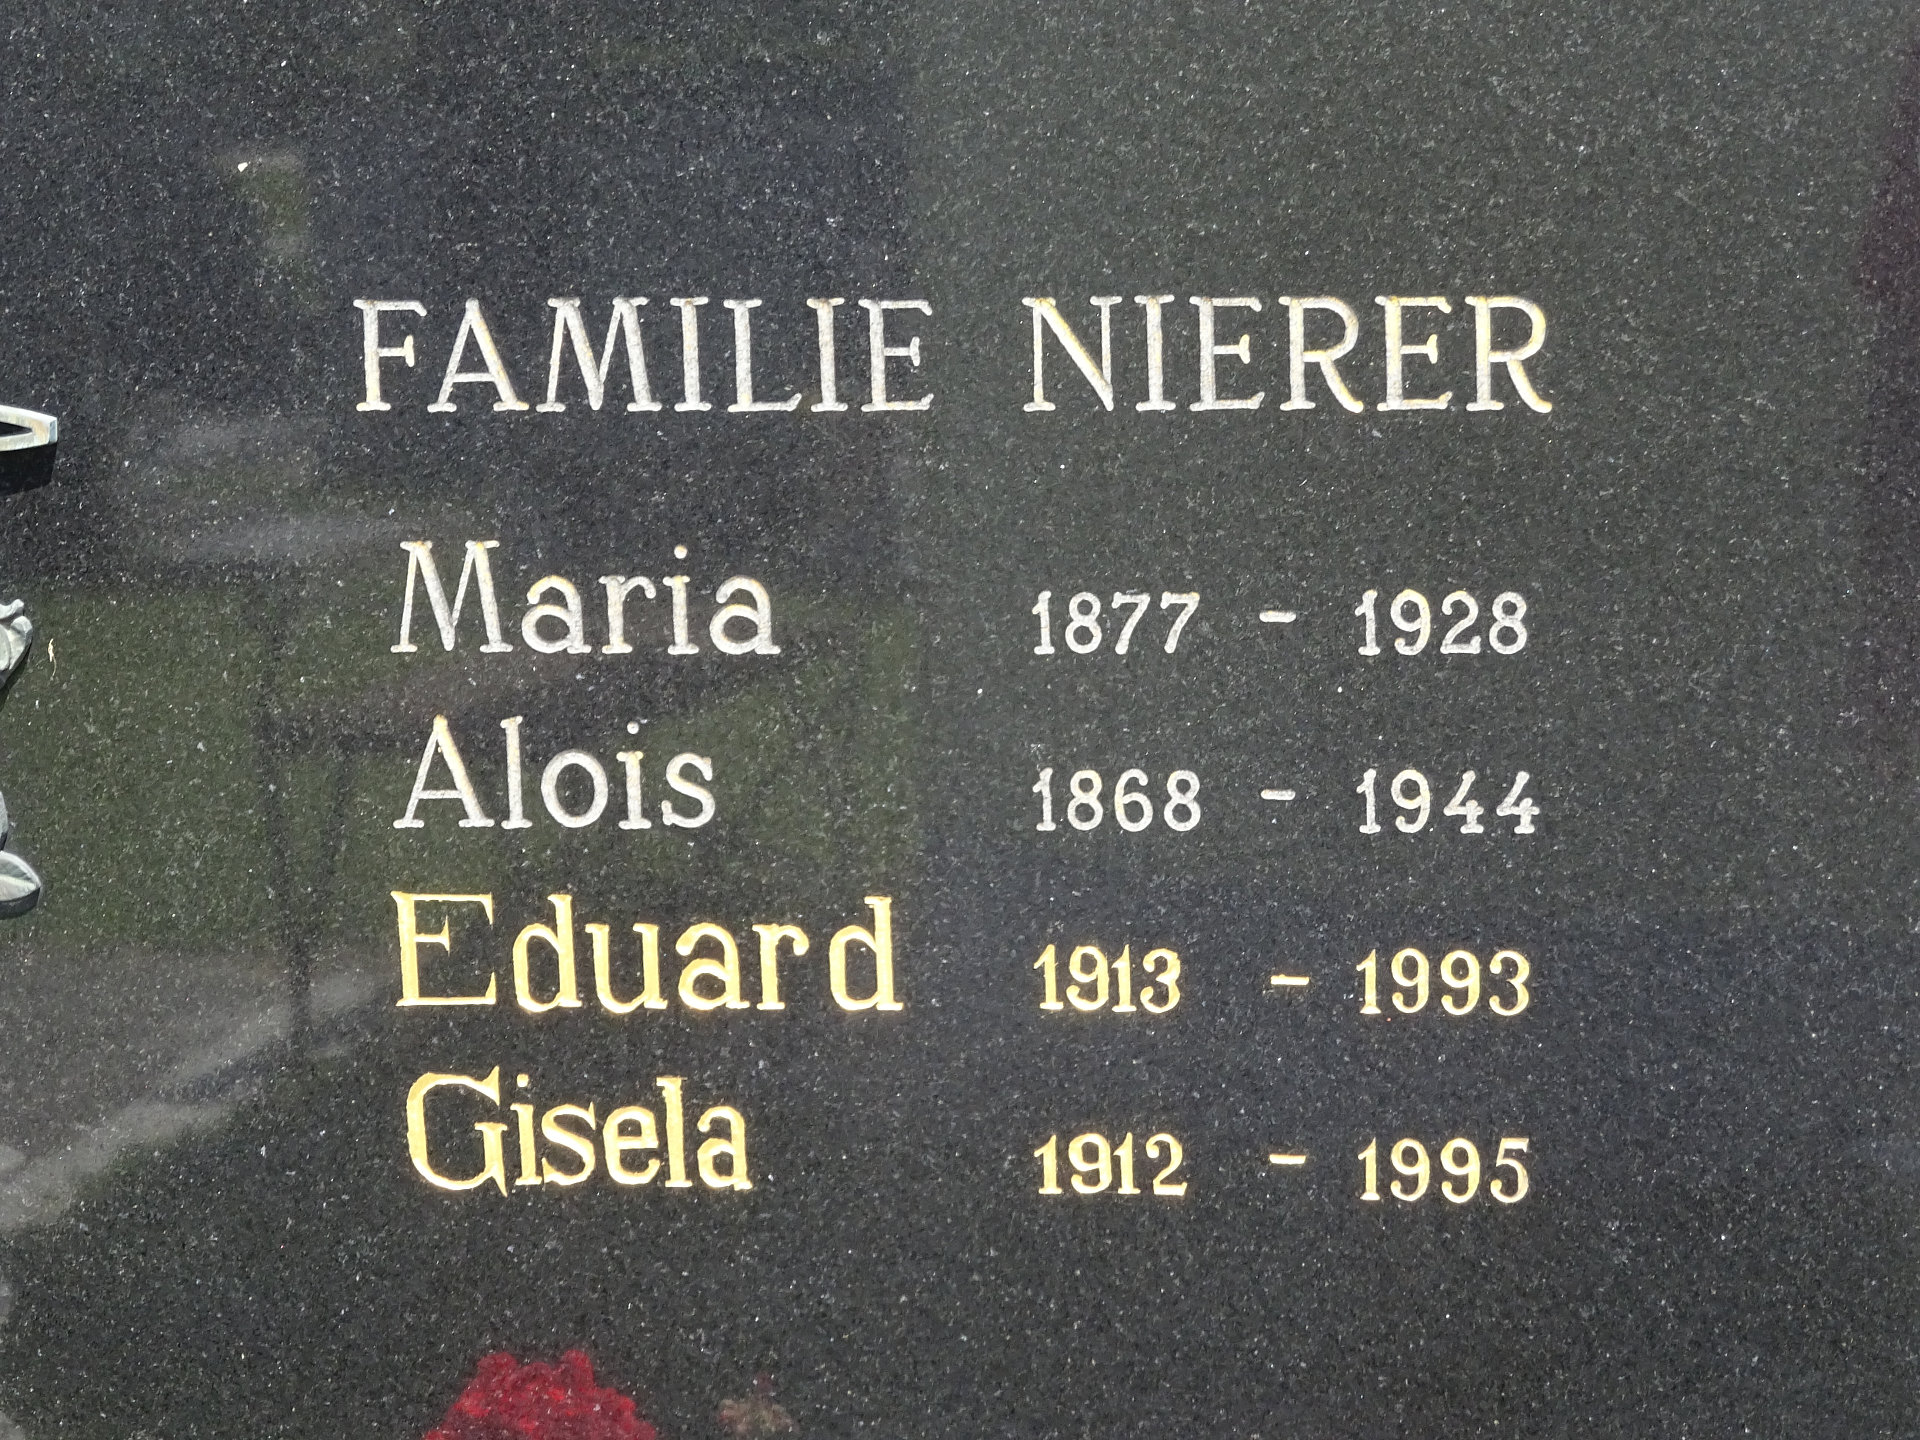 FAMILIE NIERER
Maria 1877 - 1928
Alois 1868 - 1944
Eduard 1913 - 1993
Gisela 1912 - 1995